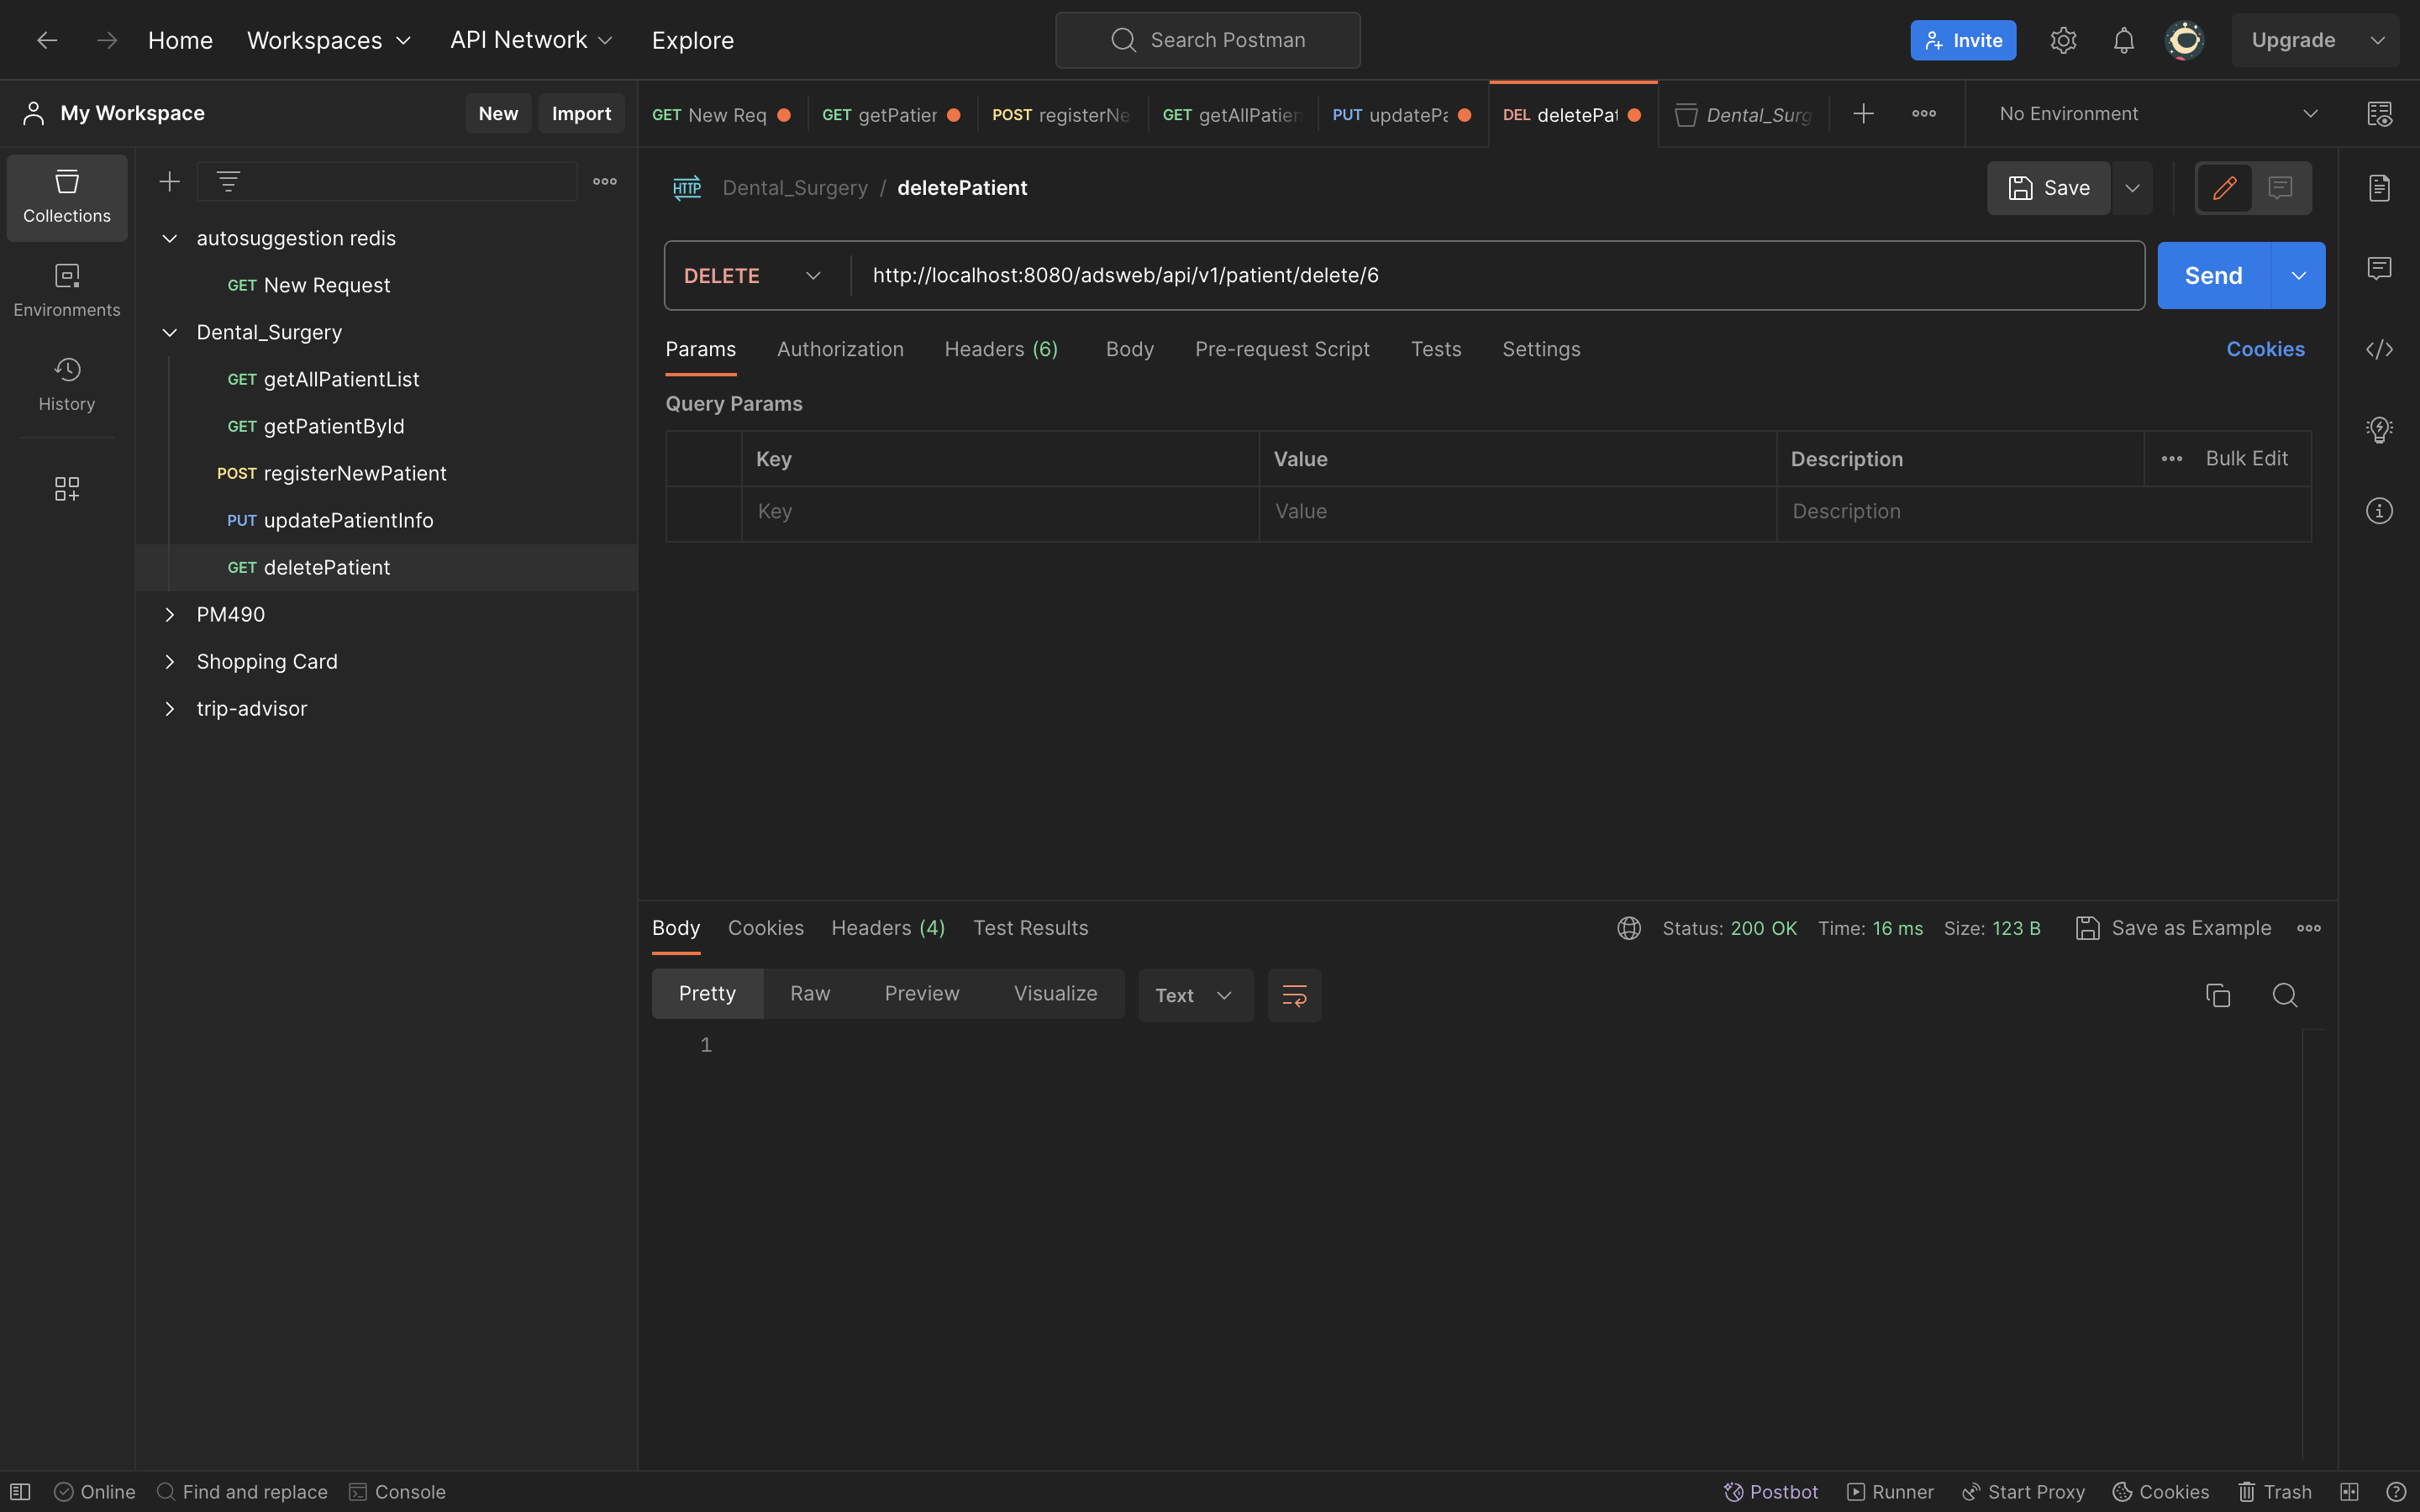 Home Workspaces API Network Explore Search Postman Invite Upgrade
My Workspace New Import
GET New Req GET getPatier POST registerNe GET getAllPatien PUT updatePa DEL deletePat Dental_Surg No Environment
Collections
Environments
History
autosuggestion redis
GET New Request
Dental_Surgery
GET getAllPatientList
GET getPatientById
POST registerNewPatient
PUT updatePatientInfo
GET deletePatient
PM490
Shopping Card
trip-advisor
HTTP Dental_Surgery / deletePatient Save
DELETE http://localhost:8080/adsweb/api/v1/patient/delete/6 Send
Params Authorization Headers (6) Body Pre-request Script Tests Settings Cookies
Query Params
Key Value Description Bulk Edit
Key Value Description
Body Cookies Headers (4) Test Results Status: 200 OK Time: 16 ms Size: 123 B Save as Example
Pretty Raw Preview Visualize Text
1
Online Find and replace Console Postbot Runner Start Proxy Cookies Trash